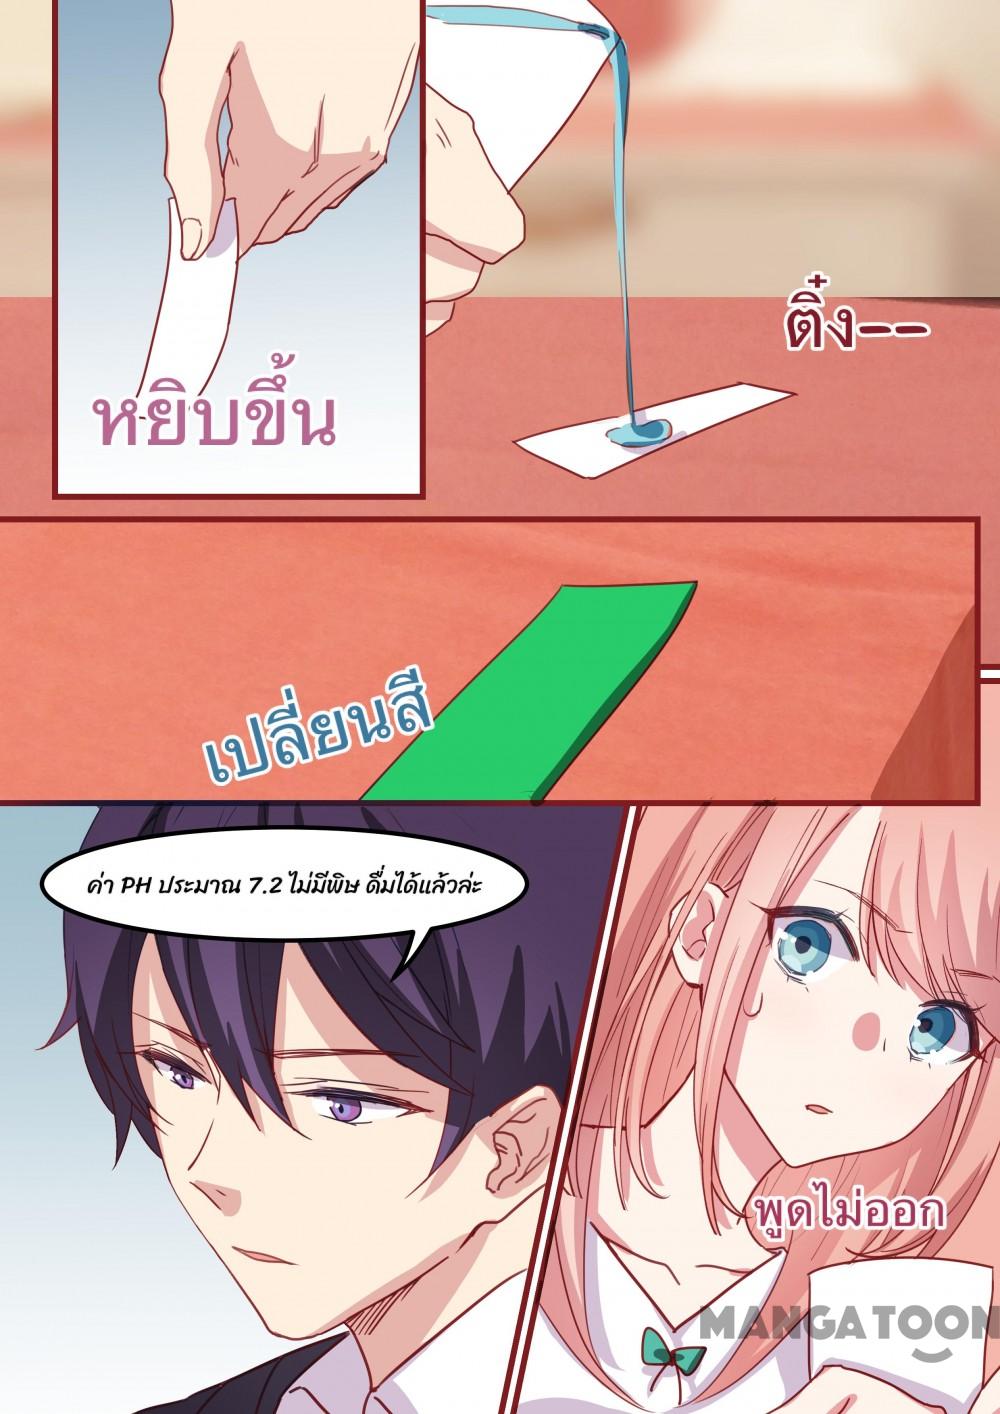 หยิบขึ้น
ติ๋ง--
เปลี่ยนสี
ค่า PH ประมาณ 7.2 ไม่มีพิษ ดื่มได้แล้วล่ะ
พูดไม่ออก
MANGATOON